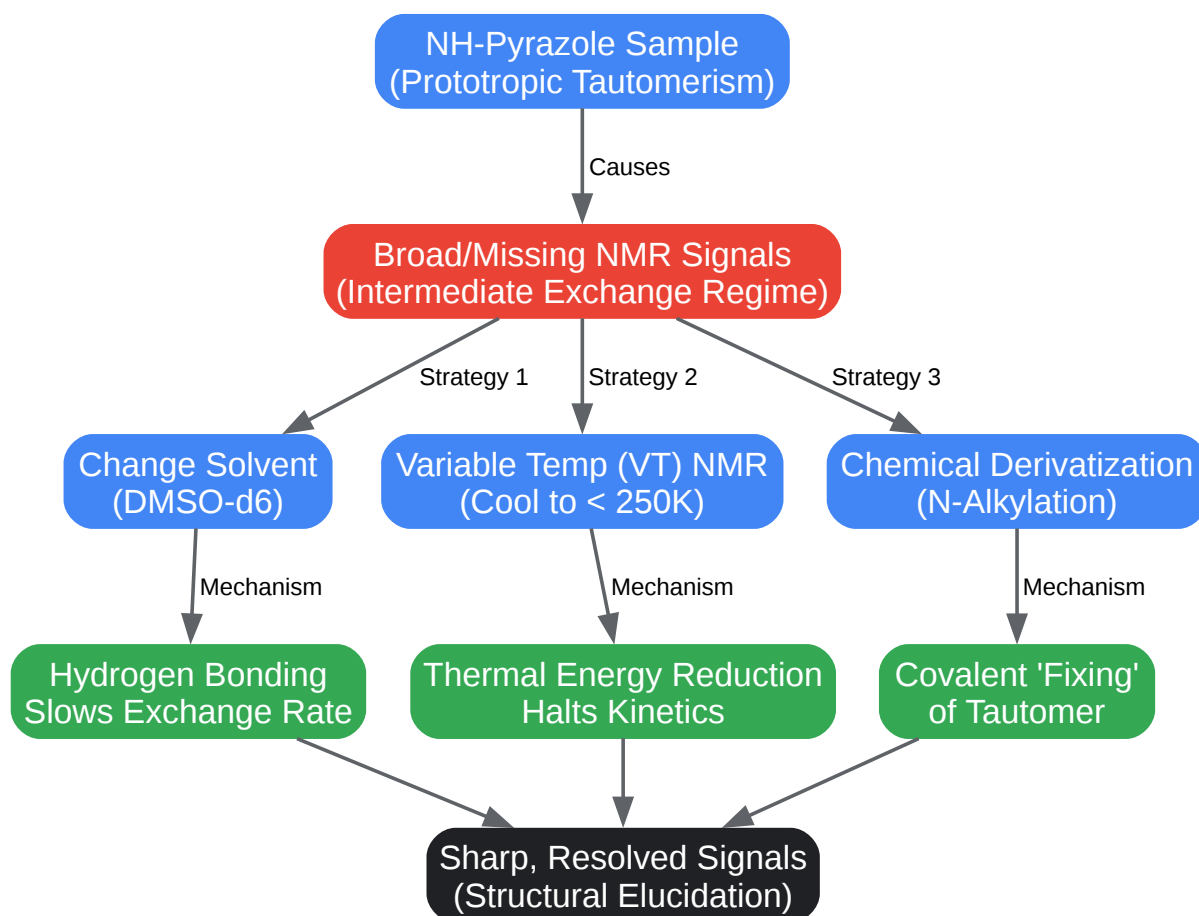 NH-Pyrazole Sample
(Prototropic Tautomerism)
Causes
Broad/Missing NMR Signals
(Intermediate Exchange Regime)
Strategy 1
Strategy 2
Strategy 3
Change Solvent
(DMSO-d6)
Variable Temp (VT) NMR
(Cool to < 250K)
Chemical Derivatization
(N-Alkylation)
Mechanism
Mechanism
Mechanism
Hydrogen Bonding
Slows Exchange Rate
Thermal Energy Reduction
Halts Kinetics
Covalent 'Fixing'
of Tautomer
Sharp, Resolved Signals
(Structural Elucidation)